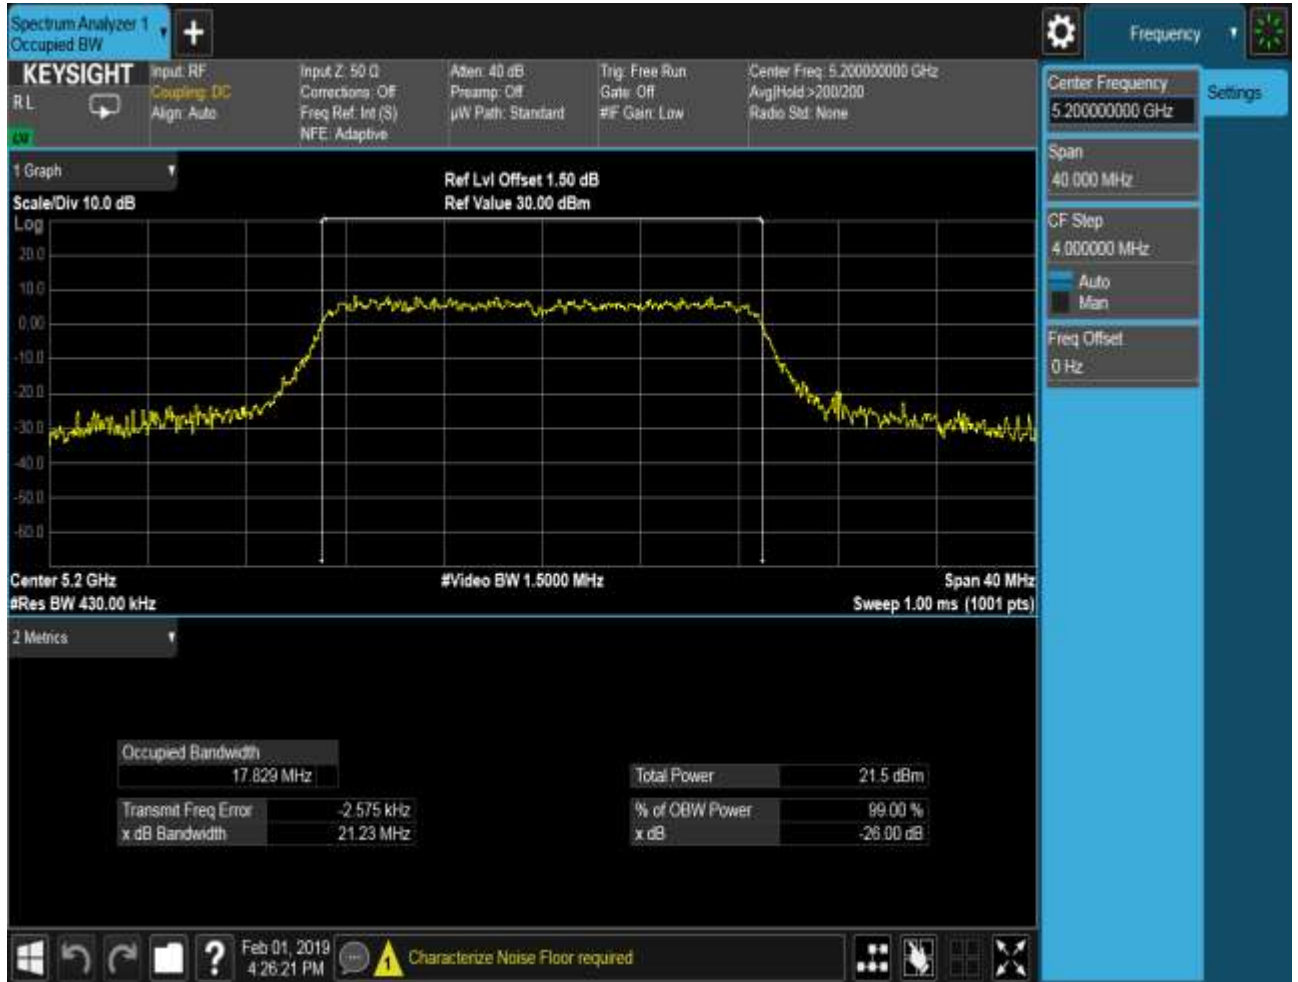 Spectrum Analyzer 1
Occupied BW
+
Frequency
KEYSIGHT
RL
Input: RF
Coupling: DC
Align: Auto
Input Z: 50 Ω
Corrections: Off
Freq Ref: Int (S)
NFE: Adaptive
Atten: 40 dB
Preamp: Off
µW Path: Standard
Trig: Free Run
Gate: Off
#IF Gain: Low
Center Freq: 5.200000000 GHz
Avg|Hold:>200/200
Radio Std: None
Center Frequency
5.200000000 GHz
Settings
Span
40.000 MHz
CF Step
4.000000 MHz
Auto
Man
Freq Offset
0 Hz
1 Graph
Scale/Div 10.0 dB
Ref Lvl Offset 1.50 dB
Ref Value 30.00 dBm
Log
20.0
10.0
0.00
-10.0
-20.0
-30.0
-40.0
-50.0
-60.0
Center 5.2 GHz
#Video BW 1.5000 MHz
Span 40 MHz
#Res BW 430.00 kHz
Sweep 1.00 ms (1001 pts)
2 Metrics
Occupied Bandwidth
17.829 MHz
Total Power 21.5 dBm
Transmit Freq Error -2.575 kHz
% of OBW Power 99.00 %
x dB Bandwidth 21.23 MHz
x dB -26.00 dB
?
Feb 01, 2019
4:26:21 PM
1
Characterize Noise Floor required